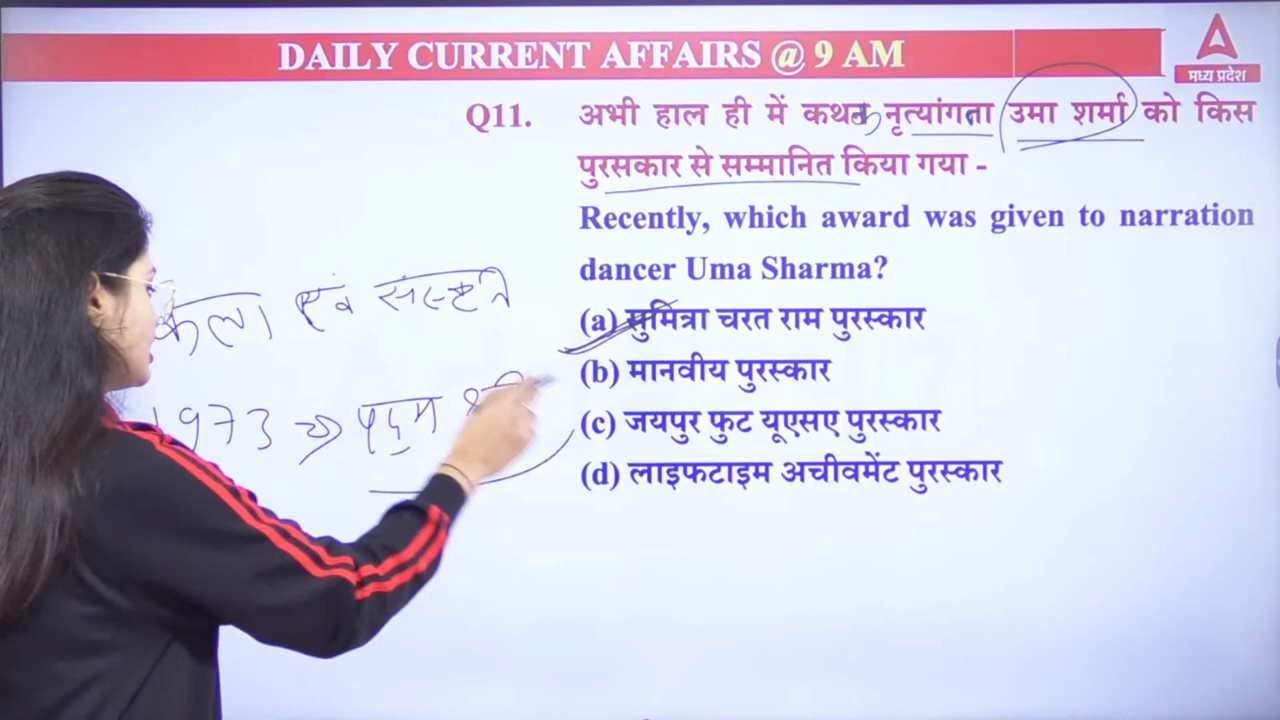 DAILY CURRENT AFFAIRS @ 9 AM
मध्य प्रदेश
Q11. अभी हाल ही में कथक नृत्यांगना उमा शर्मा को किस
पुरसकार से सम्मानित किया गया -
Recently, which award was given to narration
dancer Uma Sharma?
(a) सुमित्रा चरत राम पुरस्कार
(b) मानवीय पुरस्कार
(c) जयपुर फुट यूएसए पुरस्कार
(d) लाइफटाइम अचीवमेंट पुरस्कार
कला एवं संस्कृति
1973 ⇒ पदम